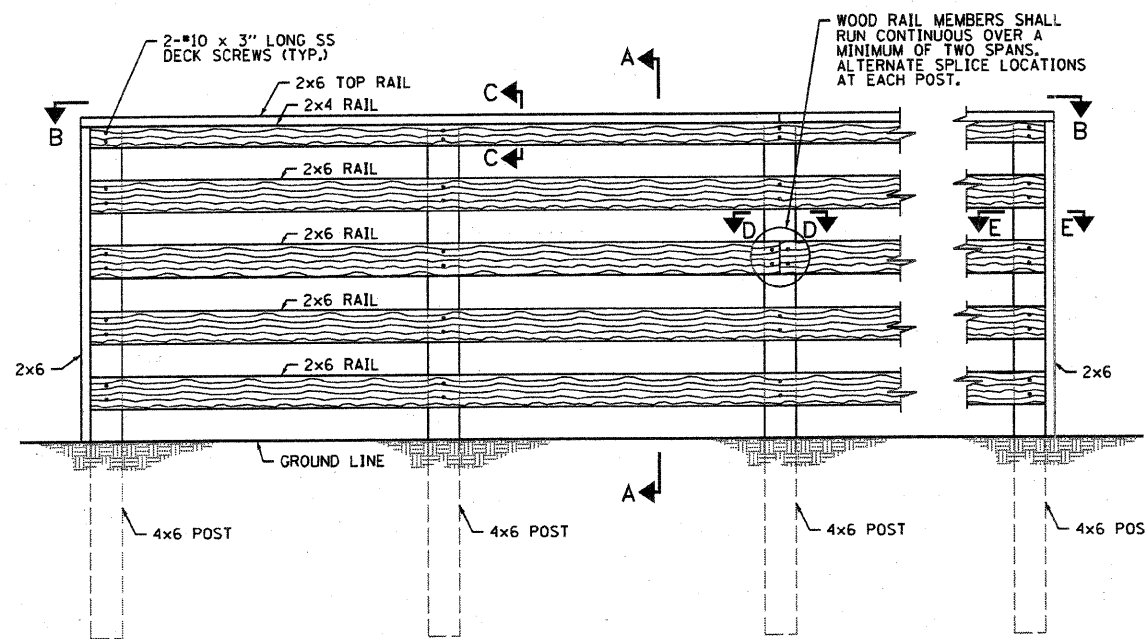 2-#10 x 3" LONG SS
DECK SCREWS (TYP.)
WOOD RAIL MEMBERS SHALL
RUN CONTINUOUS OVER A
MINIMUM OF TWO SPANS.
ALTERNATE SPLICE LOCATIONS
AT EACH POST.
2x6 TOP RAIL
2x4 RAIL
A
C
B
B
C
2x6 RAIL
D
D
E
E
2x6 RAIL
2x6 RAIL
2x6 RAIL
2x6
2x6
GROUND LINE
A
4x6 POST
4x6 POST
4x6 POST
4x6 POS